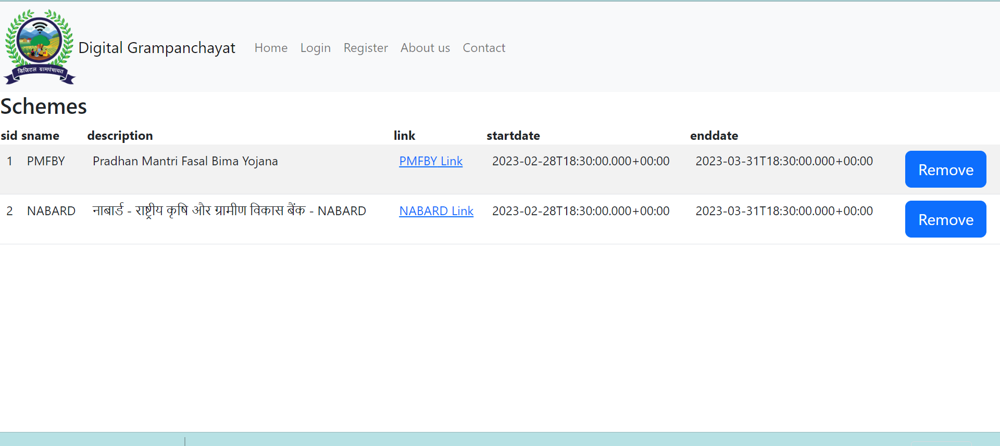 डिजिटल ग्रामपंचायत
Digital Grampanchayat Home Login Register About us Contact
Schemes
sid sname description link startdate enddate
1 PMFBY Pradhan Mantri Fasal Bima Yojana PMFBY Link 2023-02-28T18:30:00.000+00:00 2023-03-31T18:30:00.000+00:00 Remove
2 NABARD नाबार्ड - राष्ट्रीय कृषि और ग्रामीण विकास बैंक - NABARD NABARD Link 2023-02-28T18:30:00.000+00:00 2023-03-31T18:30:00.000+00:00 Remove